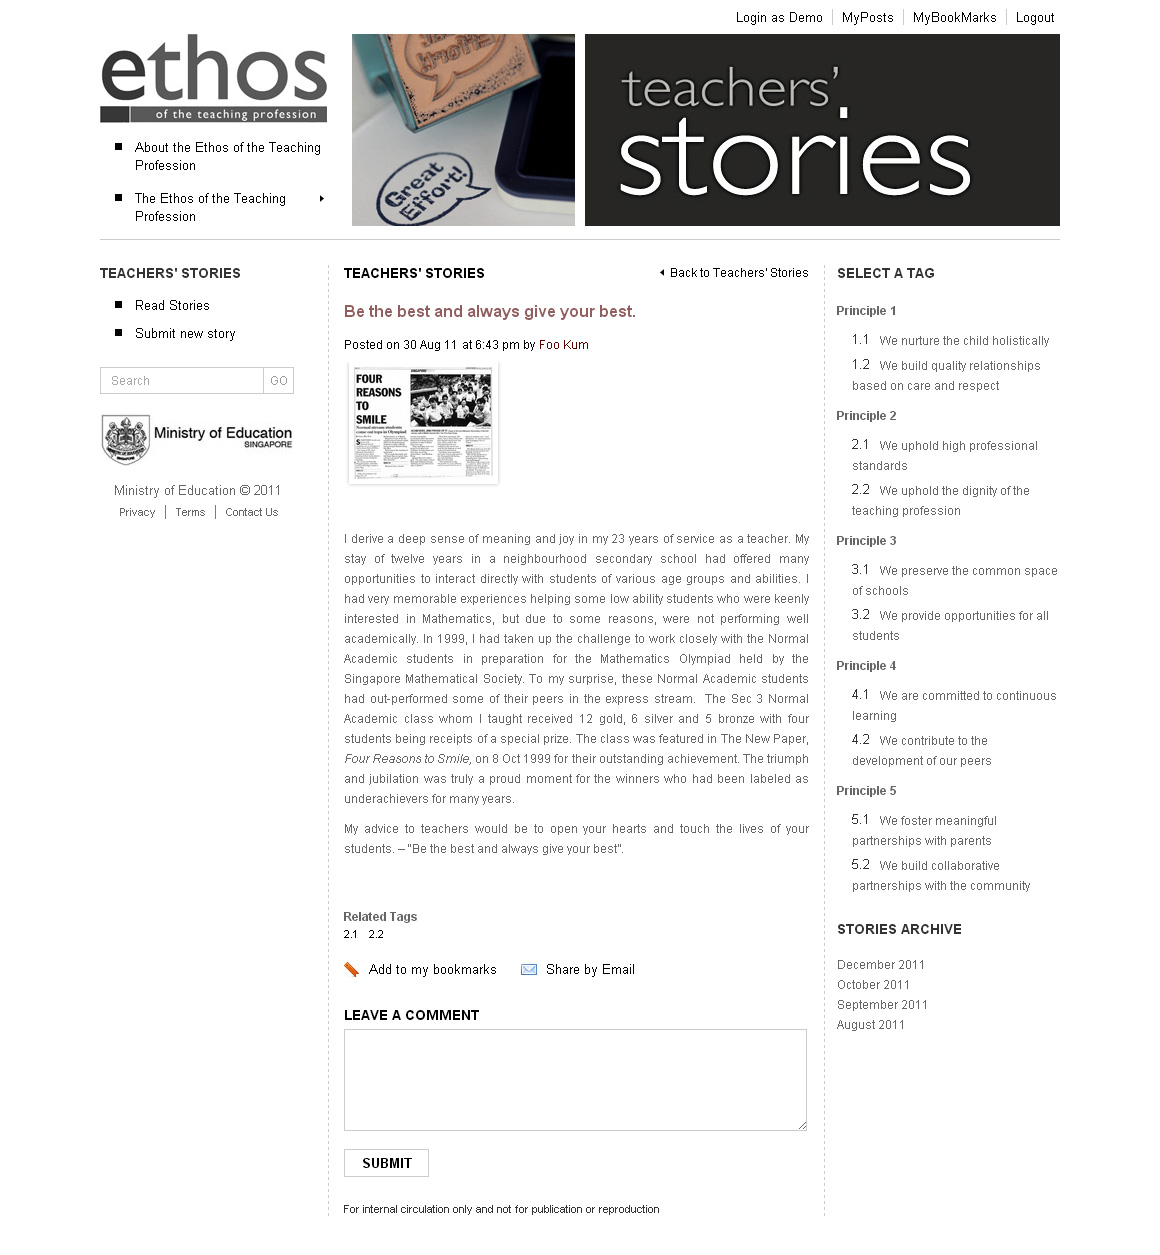 Login as Demo
MyPosts
MyBookMarks
Logout
ethos
of the teaching profession
About the Ethos of the Teaching
Profession
The Ethos of the Teaching
Profession
Great
Effort!
teachers'
stories
TEACHERS' STORIES
Read Stories
Submit new story
Search
GO
Ministry of Education
SINGAPORE
Ministry of Education © 2011
Privacy
Terms
Contact Us
TEACHERS' STORIES
Back to Teachers' Stories
Be the best and always give your best.
Posted on 30 Aug 11 at 6:43 pm by Foo Kum
FOUR
REASONS
TO
SMILE
Normal stream students
come out tops in Olympiad
I derive a deep sense of meaning and joy in my 23 years of service as a teacher. My
stay of twelve years in a neighbourhood secondary school had offered many
opportunities to interact directly with students of various age groups and abilities. I
had very memorable experiences helping some low ability students who were keenly
interested in Mathematics, but due to some reasons, were not performing well
academically. In 1999, I had taken up the challenge to work closely with the Normal
Academic students in preparation for the Mathematics Olympiad held by the
Singapore Mathematical Society. To my surprise, these Normal Academic students
had out-performed some of their peers in the express stream. The Sec 3 Normal
Academic class whom I taught received 12 gold, 6 silver and 5 bronze with four
students being receipts of a special prize. The class was featured in The New Paper,
Four Reasons to Smile, on 8 Oct 1999 for their outstanding achievement. The triumph
and jubilation was truly a proud moment for the winners who had been labeled as
underachievers for many years.
My advice to teachers would be to open your hearts and touch the lives of your
students. – "Be the best and always give your best".
Related Tags
2.1 2.2
Add to my bookmarks
Share by Email
LEAVE A COMMENT
SUBMIT
For internal circulation only and not for publication or reproduction
SELECT A TAG
Principle 1
1.1 We nurture the child holistically
1.2 We build quality relationships
based on care and respect
Principle 2
2.1 We uphold high professional
standards
2.2 We uphold the dignity of the
teaching profession
Principle 3
3.1 We preserve the common space
of schools
3.2 We provide opportunities for all
students
Principle 4
4.1 We are committed to continuous
learning
4.2 We contribute to the
development of our peers
Principle 5
5.1 We foster meaningful
partnerships with parents
5.2 We build collaborative
partnerships with the community
STORIES ARCHIVE
December 2011
October 2011
September 2011
August 2011